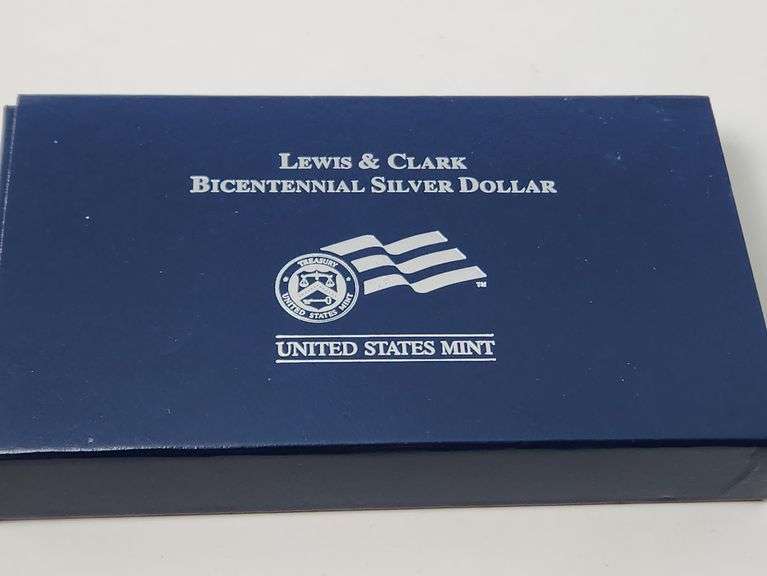 LEWIS & CLARK
BICENTENNIAL SILVER DOLLAR
TREASURY
UNITED STATES MINT
TM
UNITED STATES MINT